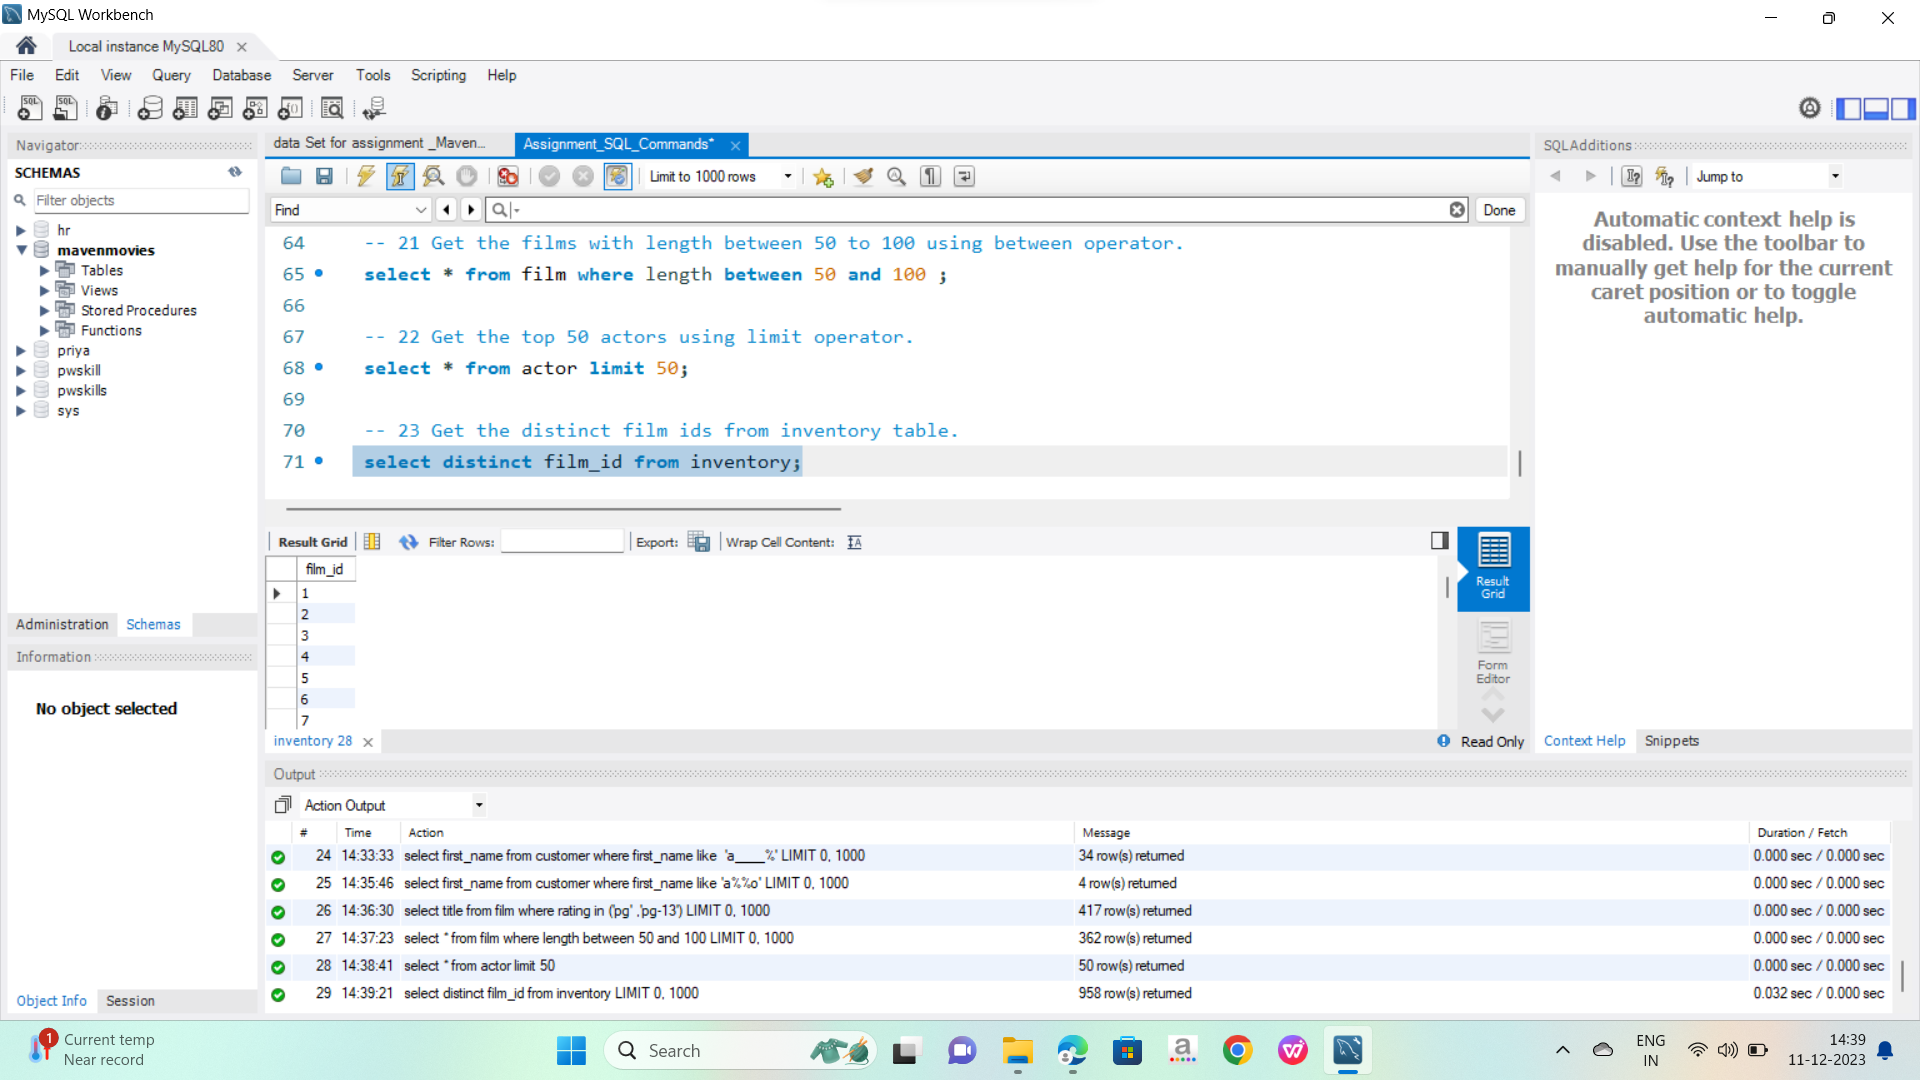 MySQL Workbench
Local instance MySQL80
File Edit View Query Database Server Tools Scripting Help
Navigator
SCHEMAS
Filter objects
hr
mavenmovies
Tables
Views
Stored Procedures
Functions
priya
pwskill
pwskills
sys
Administration Schemas
Information
No object selected
Object Info Session
data Set for assignment _Maven... Assignment_SQL_Commands*
Limit to 1000 rows
Find Done
64 -- 21 Get the films with length between 50 to 100 using between operator.
65 select * from film where length between 50 and 100 ;
66
67 -- 22 Get the top 50 actors using limit operator.
68 select * from actor limit 50;
69
70 -- 23 Get the distinct film ids from inventory table.
71 select distinct film_id from inventory;
Result Grid Filter Rows: Export: Wrap Cell Content:
film_id
1
2
3
4
5
6
7
Result
Grid
Form
Editor
inventory 28 Read Only
SQLAdditions
Jump to
Automatic context help is
disabled. Use the toolbar to
manually get help for the current
caret position or to toggle
automatic help.
Context Help Snippets
Output
Action Output
# Time Action Message Duration / Fetch
24 14:33:33 select first_name from customer where first_name like 'a____%' LIMIT 0, 1000 34 row(s) returned 0.000 sec / 0.000 sec
25 14:35:46 select first_name from customer where first_name like 'a%%o' LIMIT 0, 1000 4 row(s) returned 0.000 sec / 0.000 sec
26 14:36:30 select title from film where rating in ('pg' ,'pg-13') LIMIT 0, 1000 417 row(s) returned 0.000 sec / 0.000 sec
27 14:37:23 select * from film where length between 50 and 100 LIMIT 0, 1000 362 row(s) returned 0.000 sec / 0.000 sec
28 14:38:41 select * from actor limit 50 50 row(s) returned 0.000 sec / 0.000 sec
29 14:39:21 select distinct film_id from inventory LIMIT 0, 1000 958 row(s) returned 0.032 sec / 0.000 sec
1
Current temp
Near record
Search
ENG
IN
14:39
11-12-2023